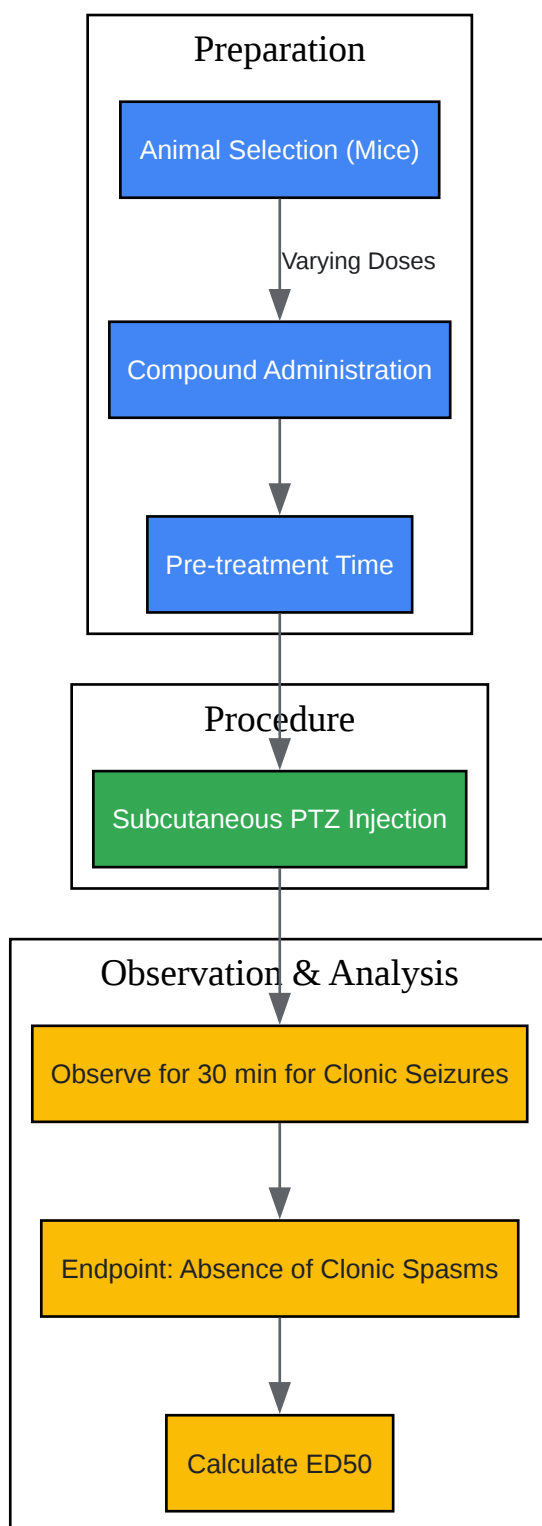 Preparation
Animal Selection (Mice)
Varying Doses
Compound Administration
Pre-treatment Time
Procedure
Subcutaneous PTZ Injection
Observation & Analysis
Observe for 30 min for Clonic Seizures
Endpoint: Absence of Clonic Spasms
Calculate ED50